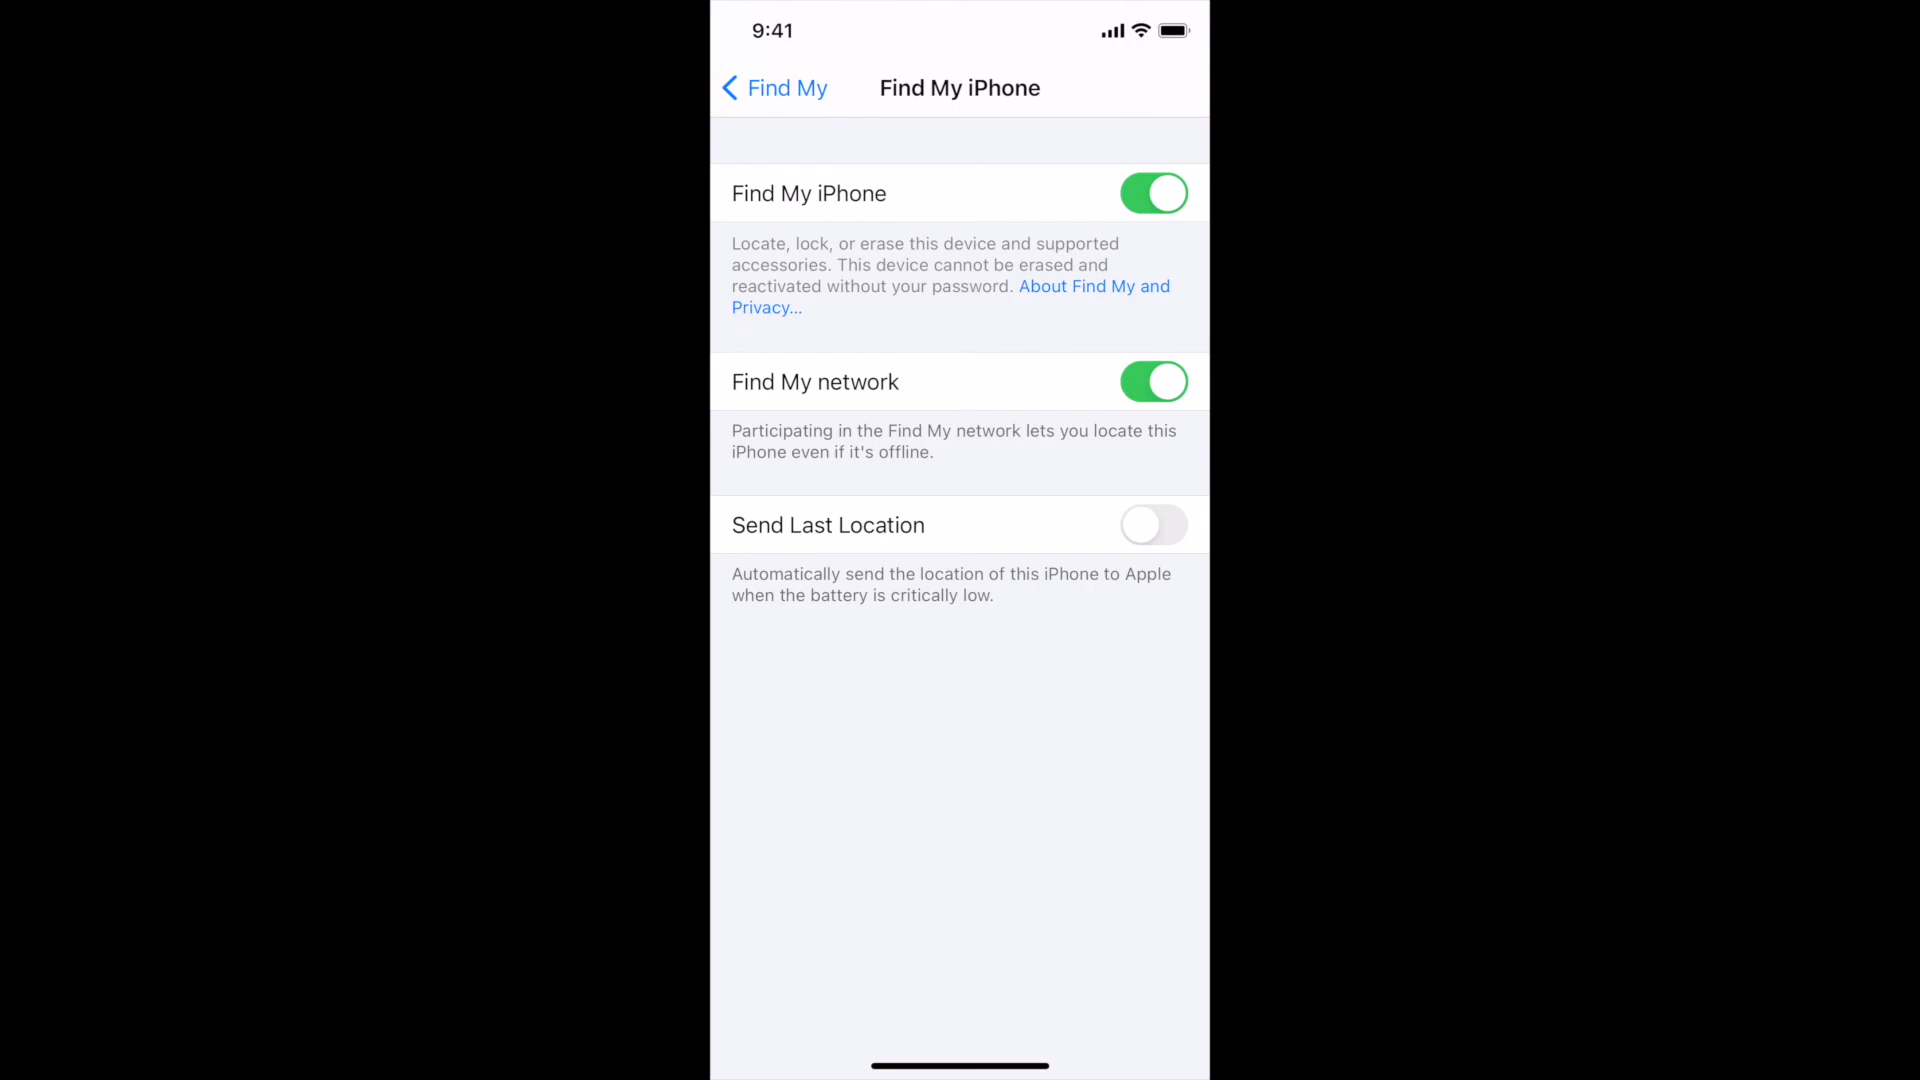 9:41
Find My
Find My iPhone
Find My iPhone
Locate, lock, or erase this device and supported
accessories. This device cannot be erased and
reactivated without your password. About Find My and
Privacy...
Find My network
Participating in the Find My network lets you locate this
iPhone even if it's offline.
Send Last Location
Automatically send the location of this iPhone to Apple
when the battery is critically low.